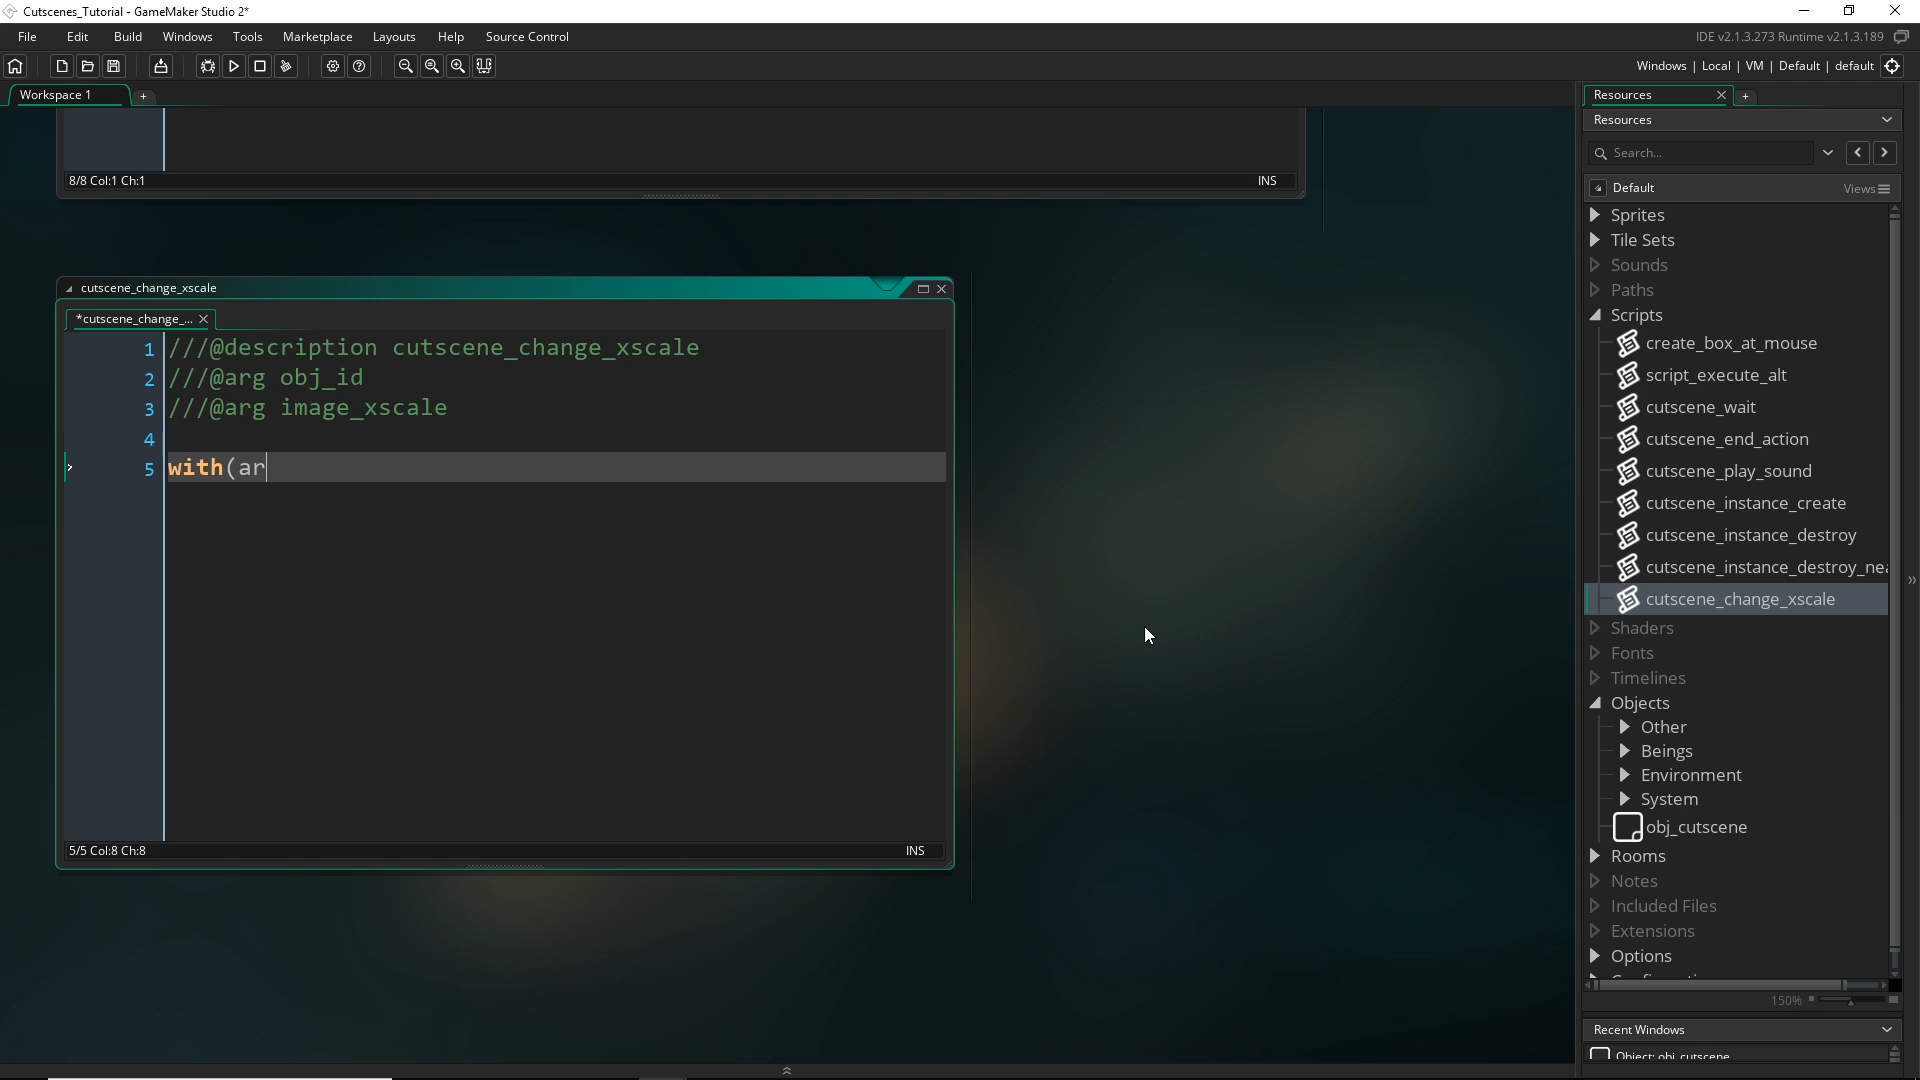 Cutscenes_Tutorial - GameMaker Studio 2*
File Edit Build Windows Tools Marketplace Layouts Help Source Control
IDE v2.1.3.273 Runtime v2.1.3.189
Windows | Local | VM | Default | default
Workspace 1
8/8 Col:1 Ch:1 INS
cutscene_change_xscale
*cutscene_change_...
1 ///@description cutscene_change_xscale
2 ///@arg obj_id
3 ///@arg image_xscale
4
5 with(ar
5/5 Col:8 Ch:8 INS
Resources
Resources
Search...
Default Views
Sprites
Tile Sets
Sounds
Paths
Scripts
create_box_at_mouse
script_execute_alt
cutscene_wait
cutscene_end_action
cutscene_play_sound
cutscene_instance_create
cutscene_instance_destroy
cutscene_instance_destroy_nea
cutscene_change_xscale
Shaders
Fonts
Timelines
Objects
Other
Beings
Environment
System
obj_cutscene
Rooms
Notes
Included Files
Extensions
Options
150%
Recent Windows
Object: obj_cutscene